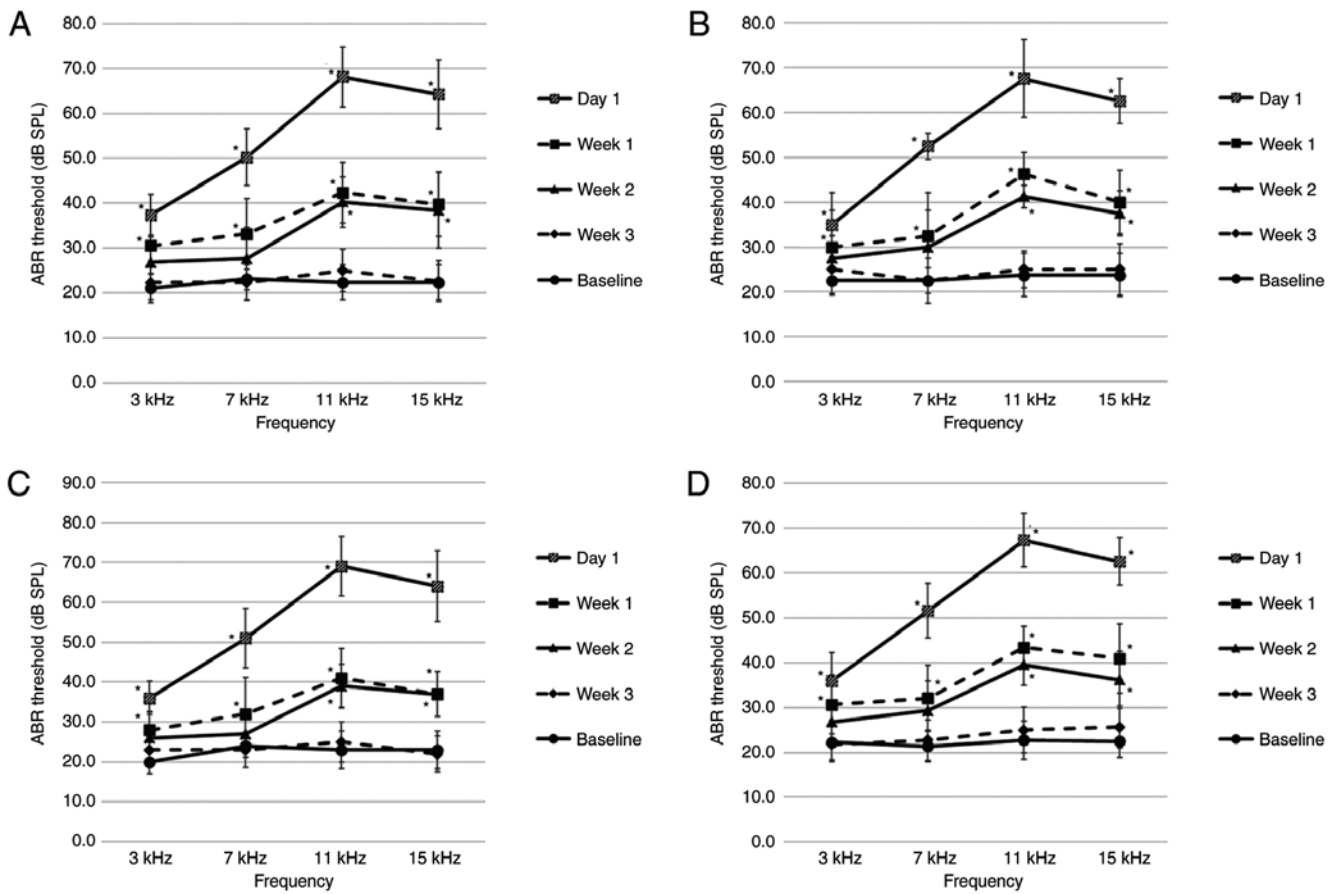 A
ABR threshold (dB SPL)
80.0
70.0
60.0
50.0
40.0
30.0
20.0
10.0
0.0
3 kHz 7 kHz 11 kHz 15 kHz
Frequency
Day 1
Week 1
Week 2
Week 3
Baseline
B
ABR threshold (dB SPL)
80.0
70.0
60.0
50.0
40.0
30.0
20.0
10.0
0.0
3 kHz 7 kHz 11 kHz 15 kHz
Frequency
Day 1
Week 1
Week 2
Week 3
Baseline
C
ABR threshold (dB SPL)
90.0
80.0
70.0
60.0
50.0
40.0
30.0
20.0
10.0
0.0
3 kHz 7 kHz 11 kHz 15 kHz
Frequency
Day 1
Week 1
Week 2
Week 3
Baseline
D
ABR threshold (dB SPL)
80.0
70.0
60.0
50.0
40.0
30.0
20.0
10.0
0.0
3 kHz 7 kHz 11 kHz 15 kHz
Frequency
Day 1
Week 1
Week 2
Week 3
Baseline